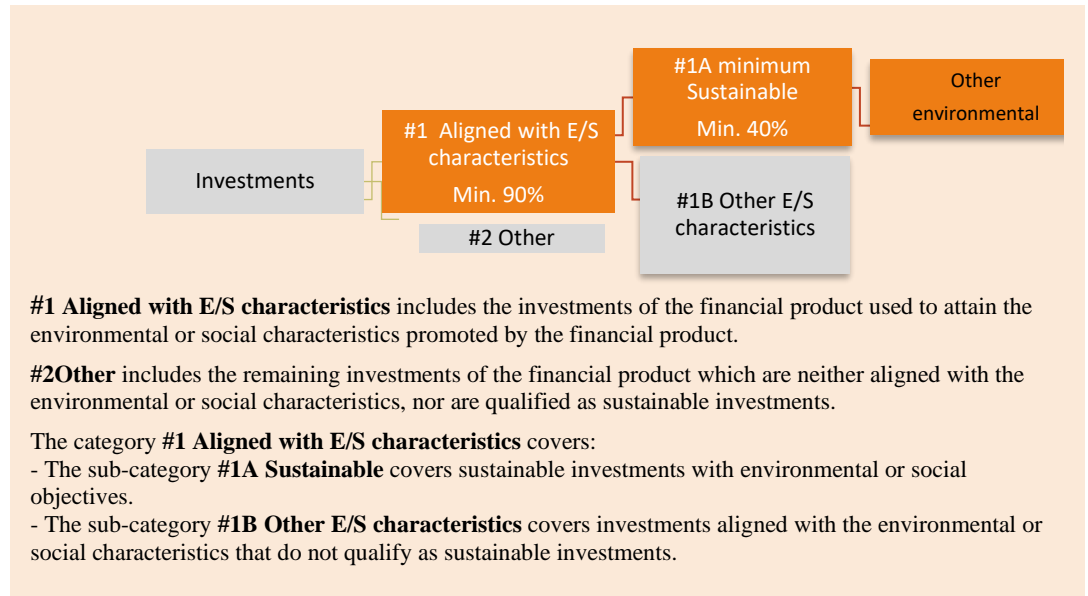 #1A minimum
Sustainable
Min. 40%
Other
environmental
#1 Aligned with E/S
characteristics
Min. 90%
Investments
#1B Other E/S
characteristics
#2 Other
#1 Aligned with E/S characteristics includes the investments of the financial product used to attain the
environmental or social characteristics promoted by the financial product.
#2Other includes the remaining investments of the financial product which are neither aligned with the
environmental or social characteristics, nor are qualified as sustainable investments.
The category #1 Aligned with E/S characteristics covers:
- The sub-category #1A Sustainable covers sustainable investments with environmental or social
objectives.
- The sub-category #1B Other E/S characteristics covers investments aligned with the environmental or
social characteristics that do not qualify as sustainable investments.